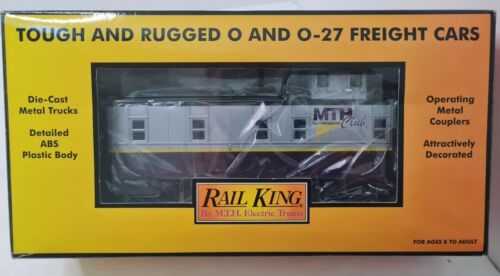 TOUGH AND RUGGED O AND O-27 FREIGHT CARS
Die-Cast
Metal Trucks
Detailed
ABS
Plastic Body
MTH
Club
Operating
Metal
Couplers
Attractively
Decorated
RAIL KING
By M.T.H. Electric Trains
FOR AGES 8 TO ADULT